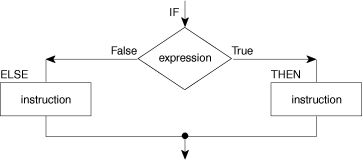 IF
False
expression
True
ELSE
THEN
instruction
instruction